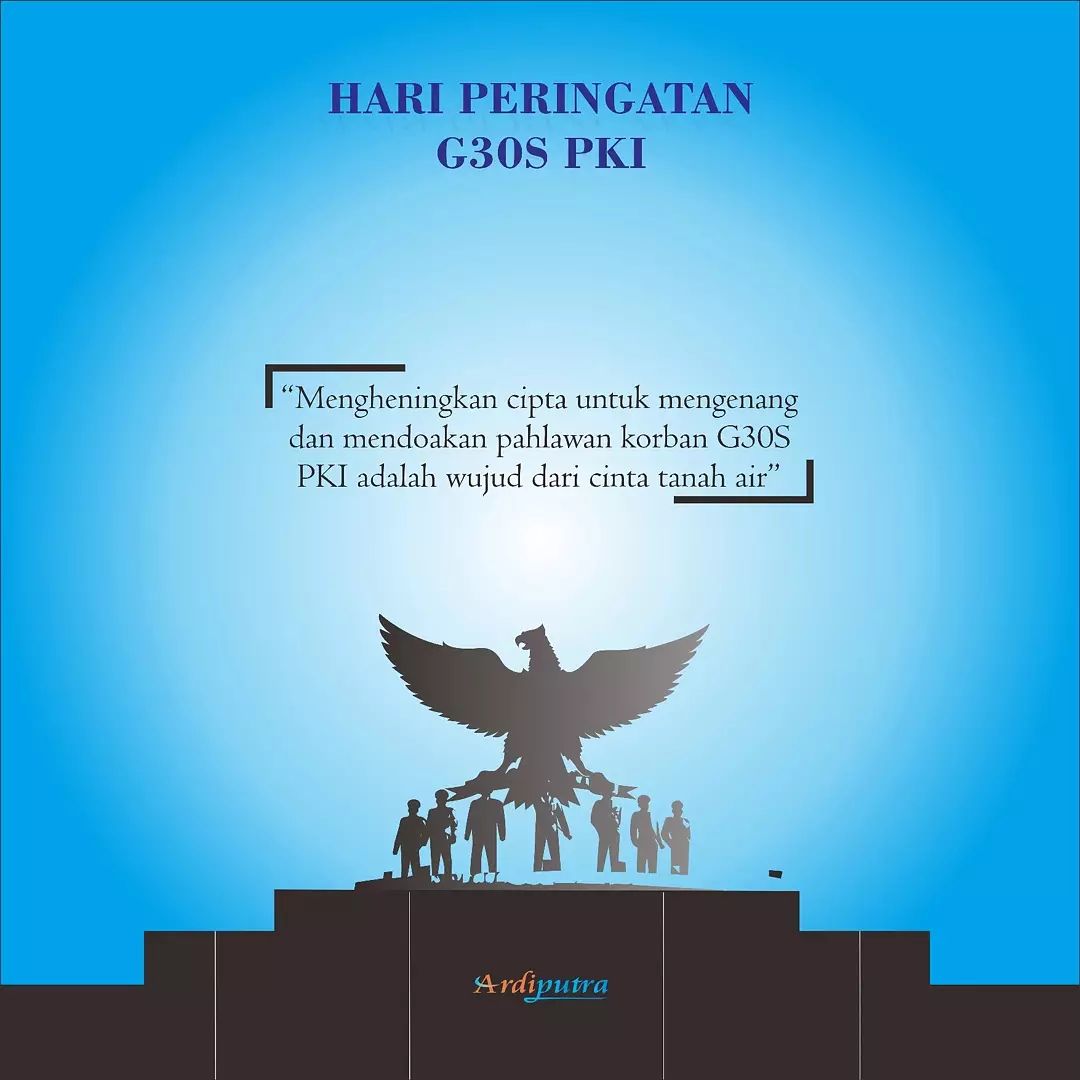 HARI PERINGATAN
G30S PKI
“Mengheningkan cipta untuk mengenang
dan mendoakan pahlawan korban G30S
PKI adalah wujud dari cinta tanah air”
Ardiputra